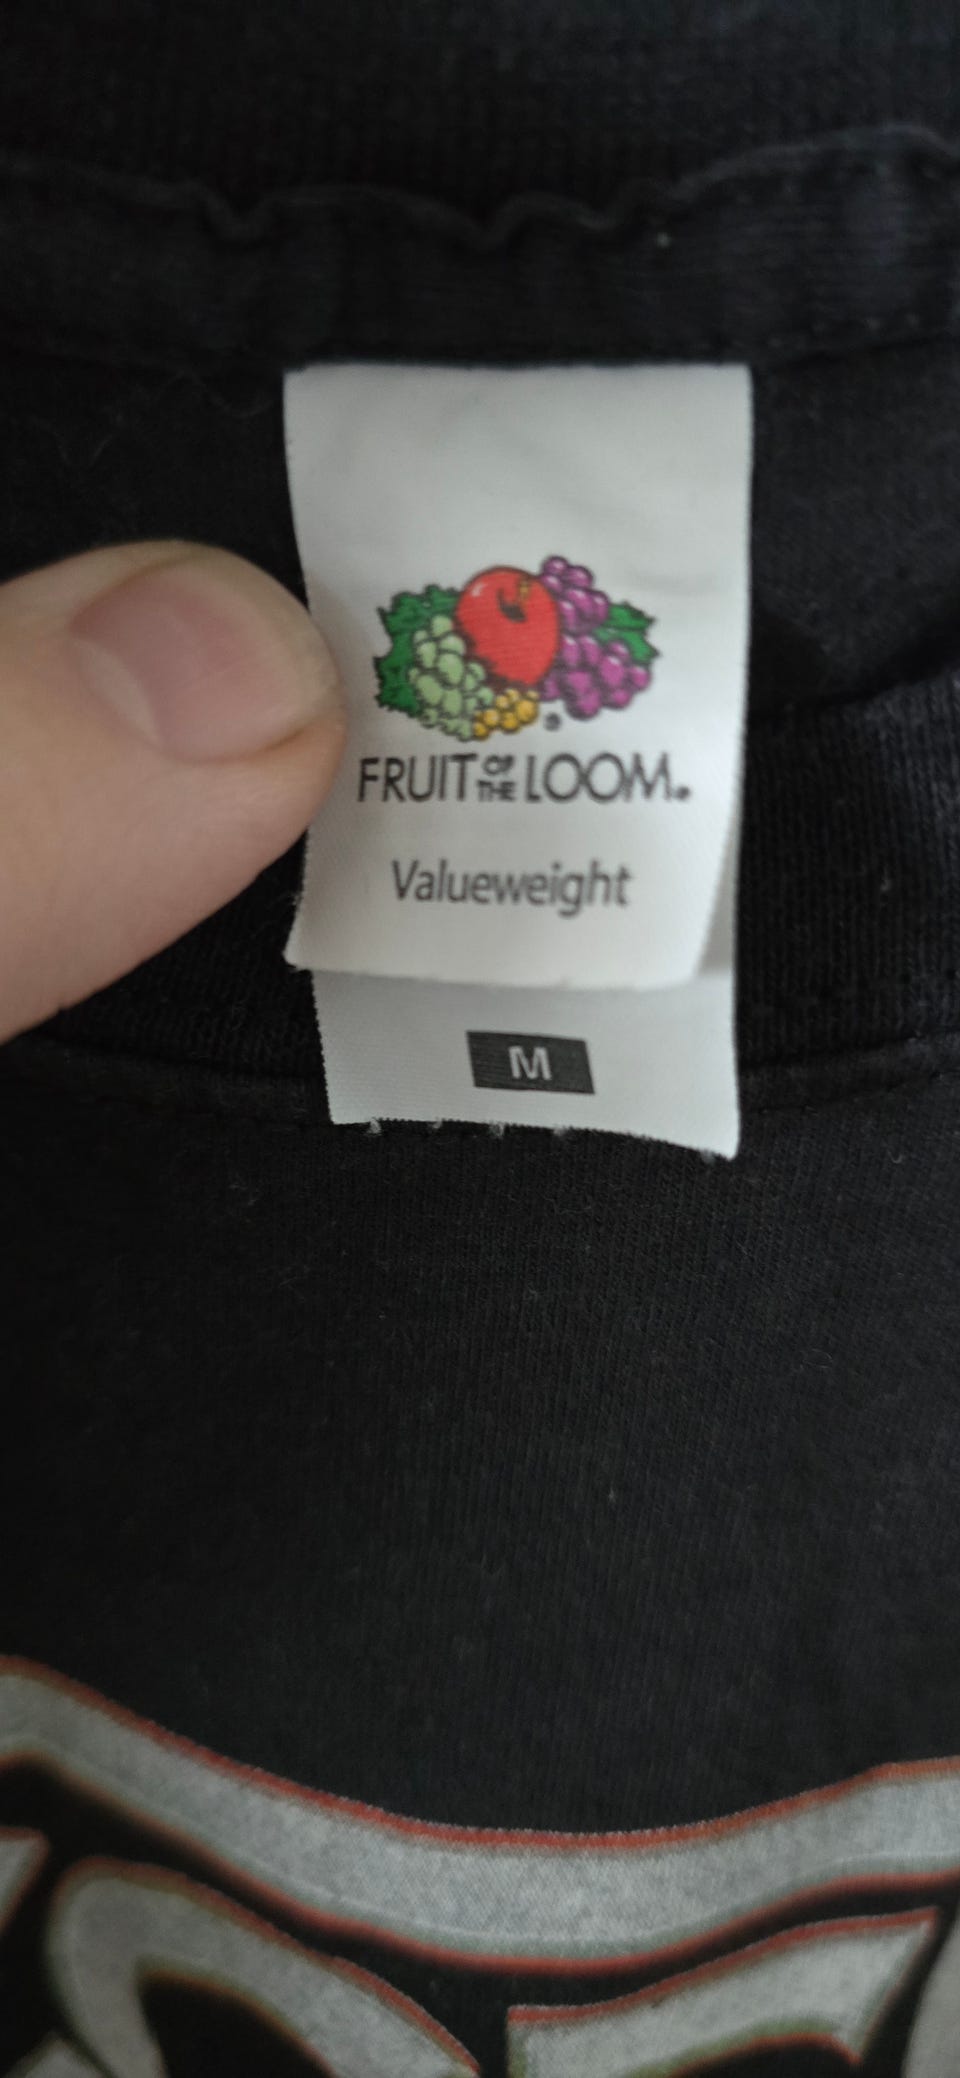 FRUIT OF THE LOOM®
Valueweight
M